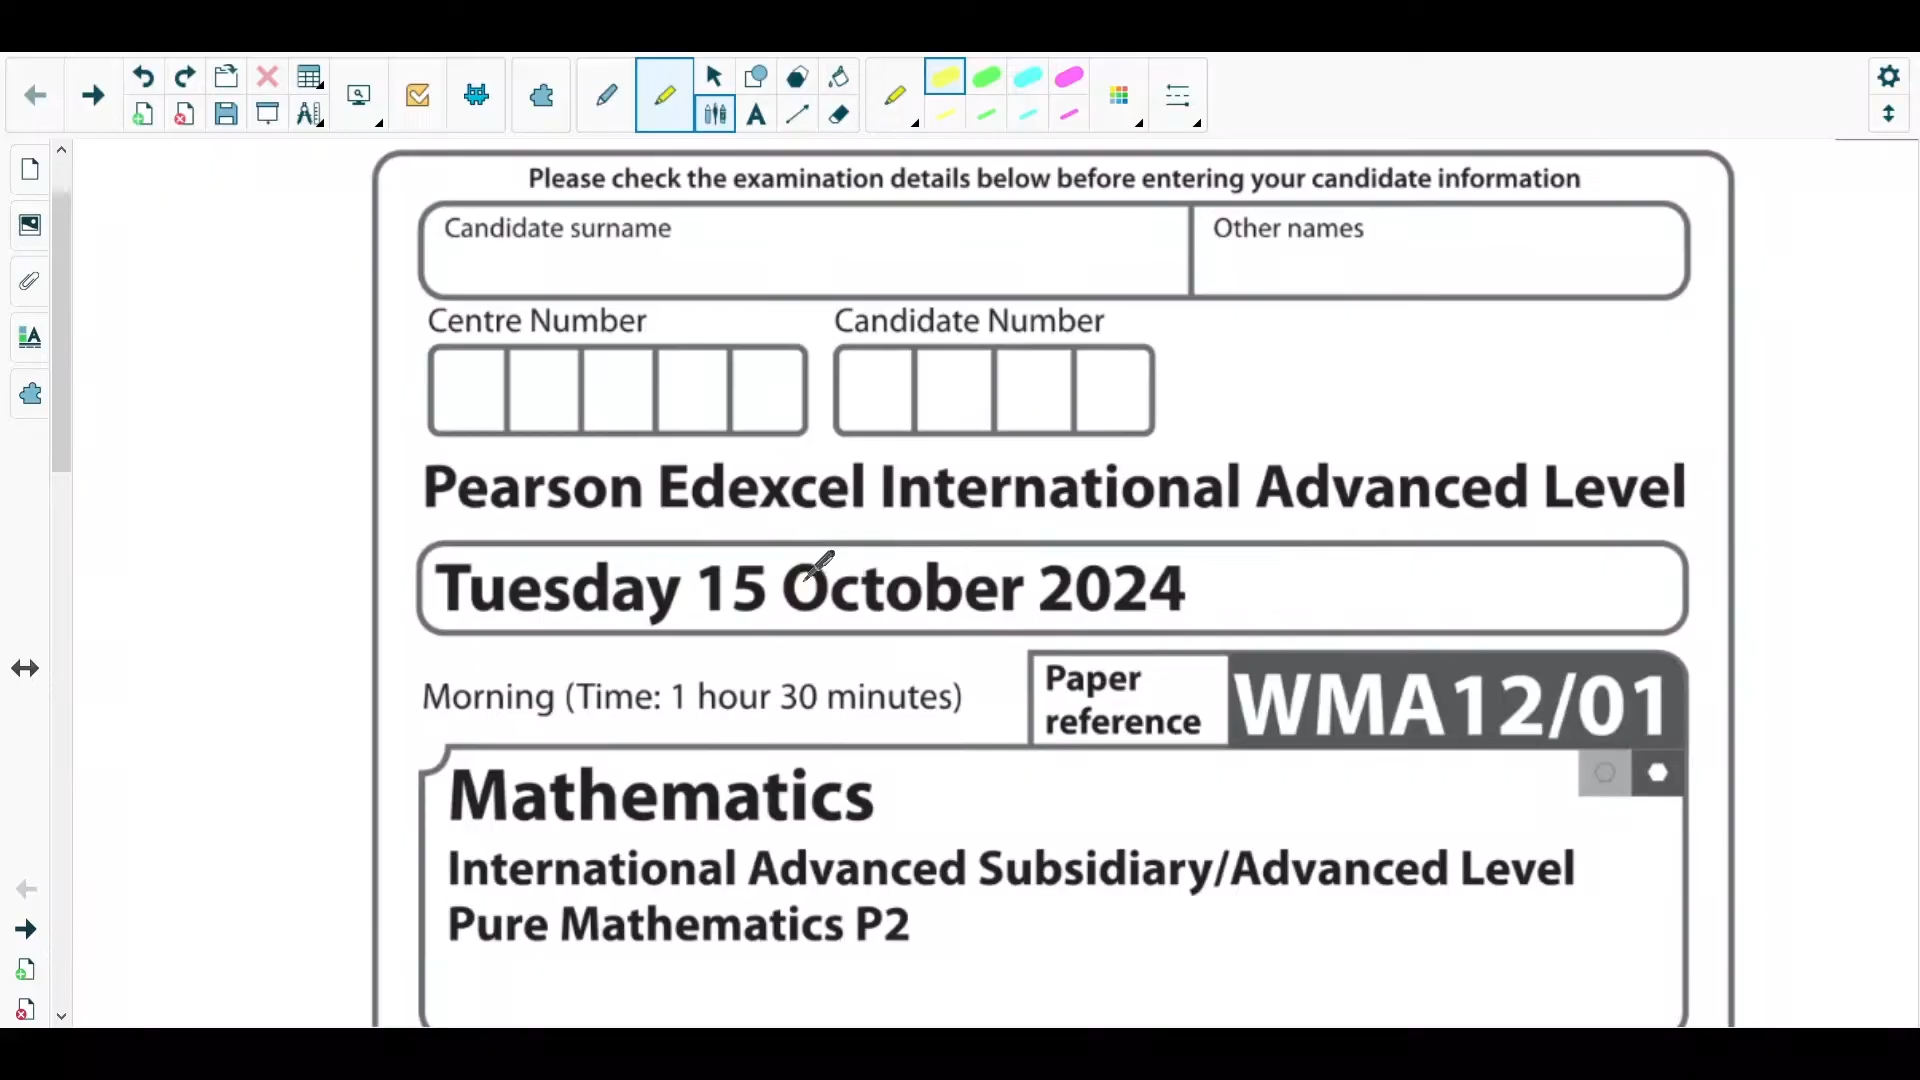 Please check the examination details below before entering your candidate information
Candidate surname
Other names
Centre Number
Candidate Number
Pearson Edexcel International Advanced Level
Tuesday 15 October 2024
Morning (Time: 1 hour 30 minutes)
Paper reference
WMA12/01
Mathematics
International Advanced Subsidiary/Advanced Level
Pure Mathematics P2